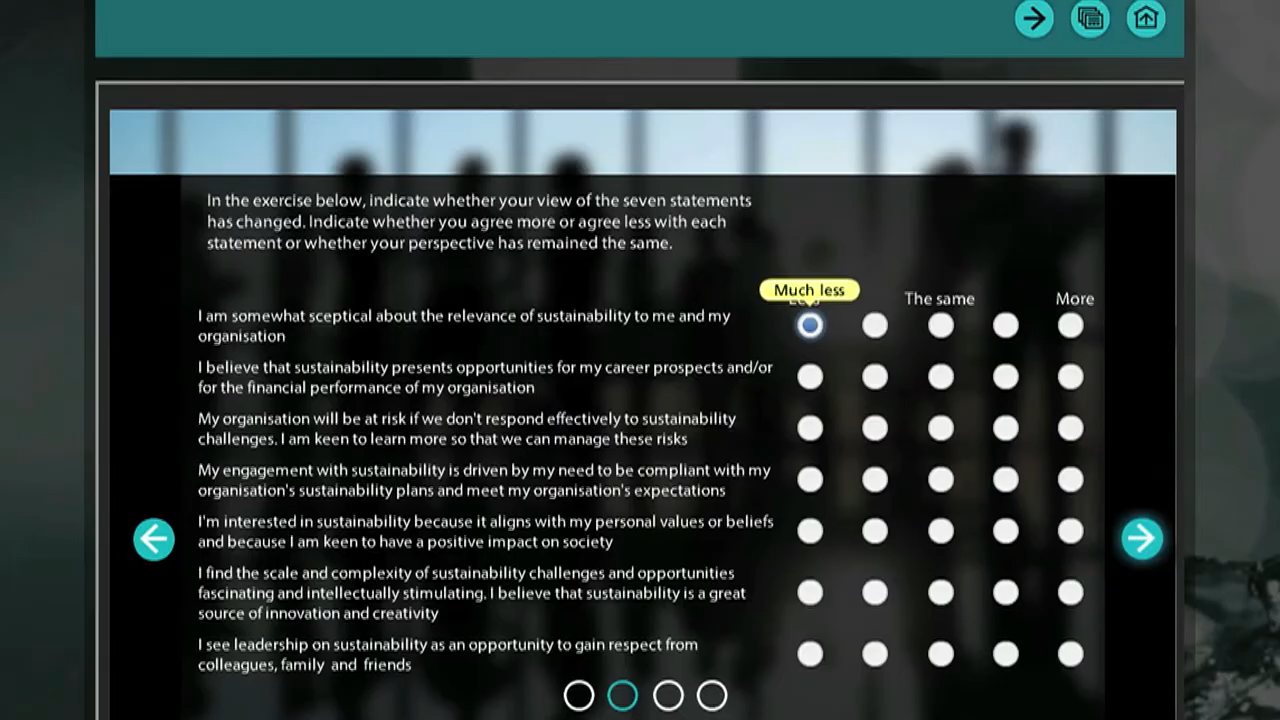 In the exercise below, indicate whether your view of the seven statements
has changed. Indicate whether you agree more or agree less with each
statement or whether your perspective has remained the same.
Much less
The same
More
I am somewhat sceptical about the relevance of sustainability to me and my
organisation
I believe that sustainability presents opportunities for my career prospects and/or
for the financial performance of my organisation
My organisation will be at risk if we don't respond effectively to sustainability
challenges. I am keen to learn more so that we can manage these risks
My engagement with sustainability is driven by my need to be compliant with my
organisation's sustainability plans and meet my organisation's expectations
I'm interested in sustainability because it aligns with my personal values or beliefs
and because I am keen to have a positive impact on society
I find the scale and complexity of sustainability challenges and opportunities
fascinating and intellectually stimulating. I believe that sustainability is a great
source of innovation and creativity
I see leadership on sustainability as an opportunity to gain respect from
colleagues, family and friends